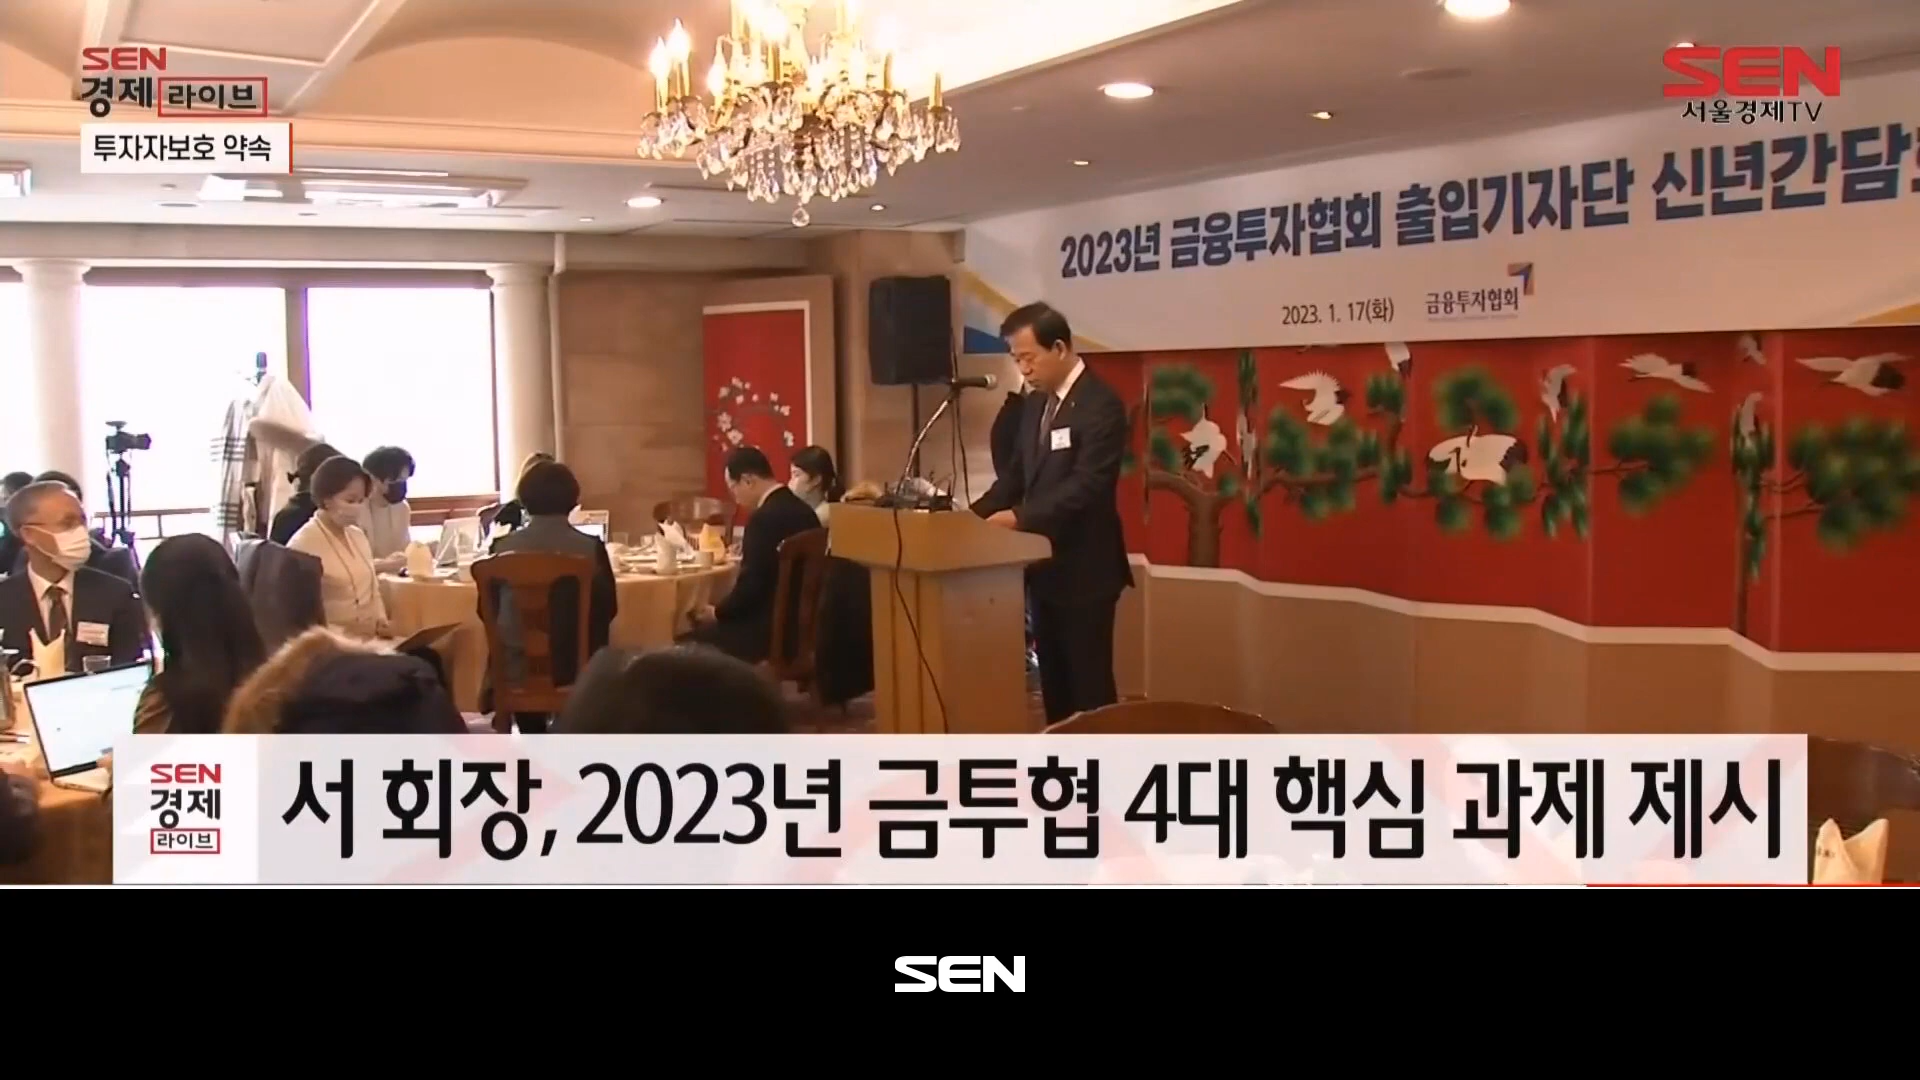 SEN
경제 라이브
투자자보호 약속
SEN
서울경제TV
2023년 금융투자협회 출입기자단 신년간담
2023. 1. 17(화)
금융투자협회
SEN
경제
라이브
서 회장, 2023년 금투협 4대 핵심 과제 제시
SEN